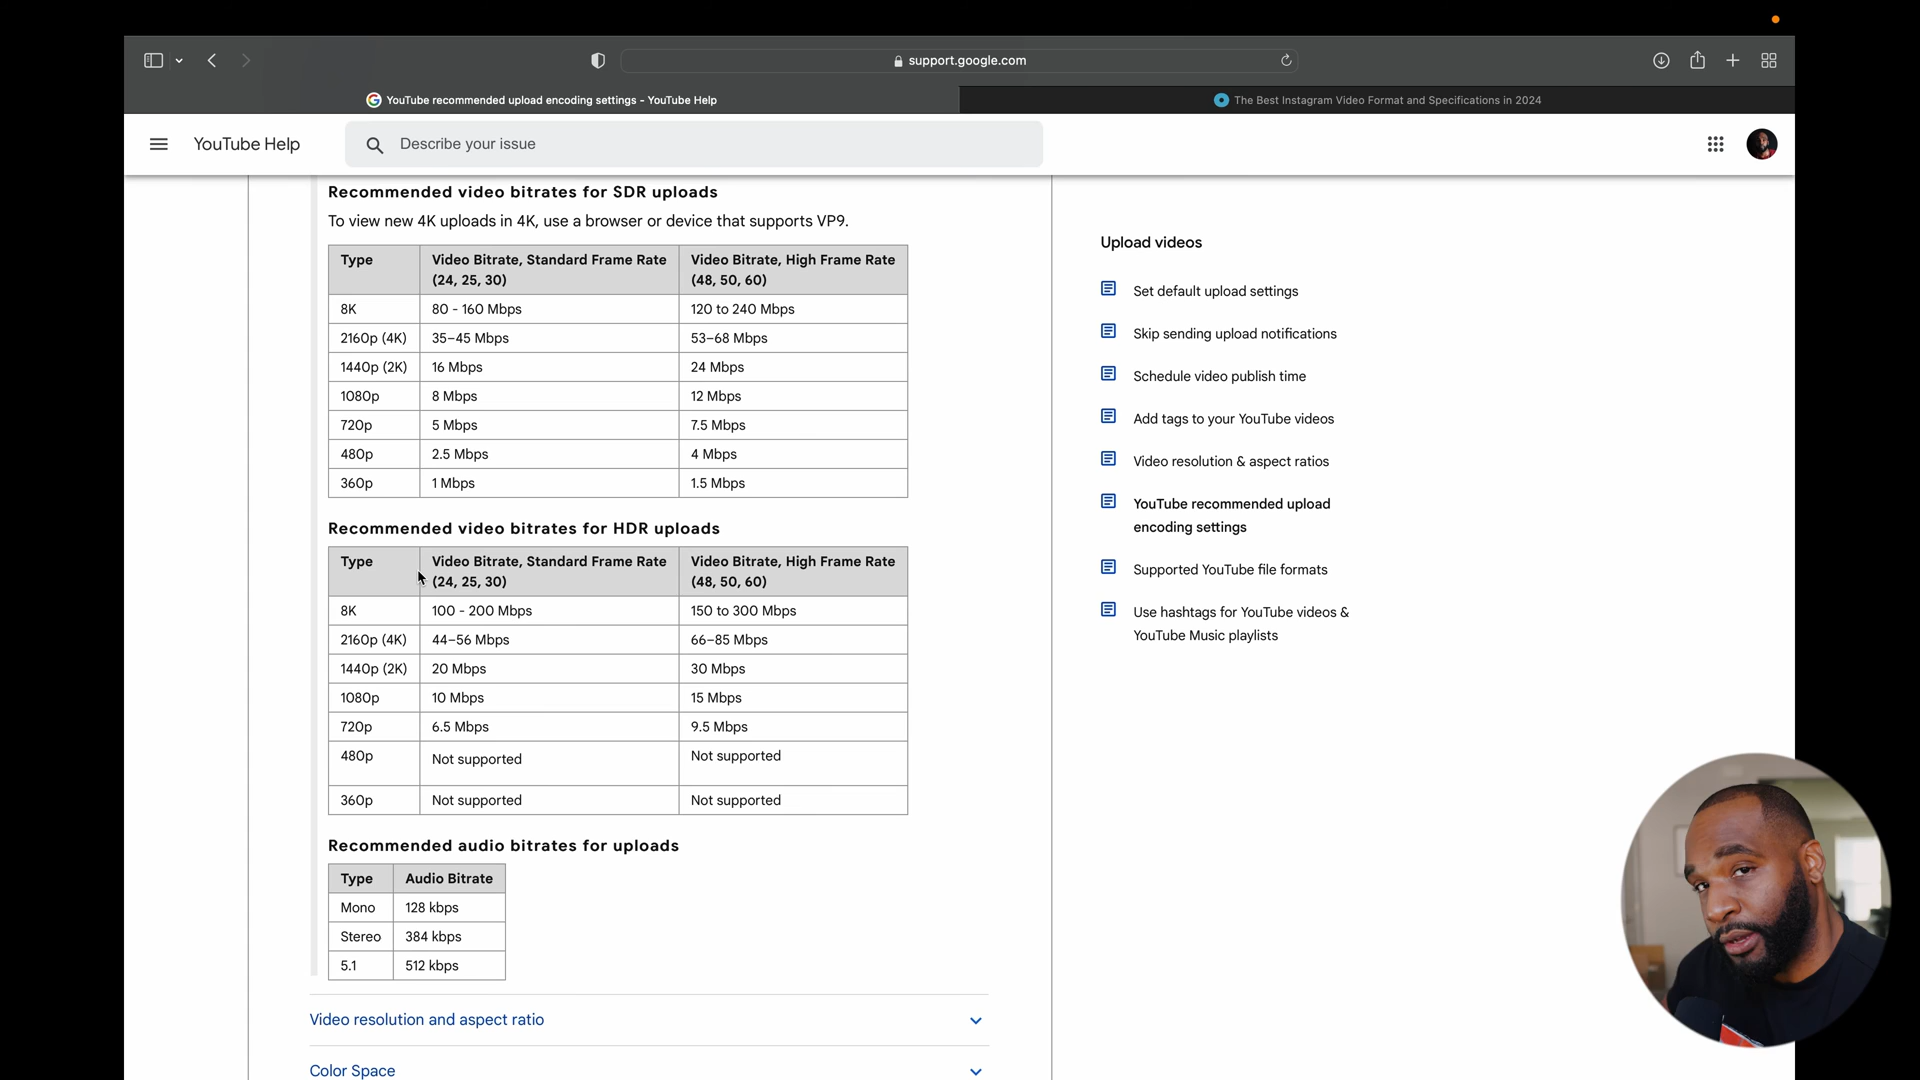 support.google.com
YouTube recommended upload encoding settings - YouTube Help
The Best Instagram Video Format and Specifications in 2024
YouTube Help
Describe your issue
Recommended video bitrates for SDR uploads
To view new 4K uploads in 4K, use a browser or device that supports VP9.
Type Video Bitrate, Standard Frame Rate (24, 25, 30) Video Bitrate, High Frame Rate (48, 50, 60)
8K 80 - 160 Mbps 120 to 240 Mbps
2160p (4K) 35–45 Mbps 53–68 Mbps
1440p (2K) 16 Mbps 24 Mbps
1080p 8 Mbps 12 Mbps
720p 5 Mbps 7.5 Mbps
480p 2.5 Mbps 4 Mbps
360p 1 Mbps 1.5 Mbps
Recommended video bitrates for HDR uploads
Type Video Bitrate, Standard Frame Rate (24, 25, 30) Video Bitrate, High Frame Rate (48, 50, 60)
8K 100 - 200 Mbps 150 to 300 Mbps
2160p (4K) 44–56 Mbps 66–85 Mbps
1440p (2K) 20 Mbps 30 Mbps
1080p 10 Mbps 15 Mbps
720p 6.5 Mbps 9.5 Mbps
480p Not supported Not supported
360p Not supported Not supported
Recommended audio bitrates for uploads
Type Audio Bitrate
Mono 128 kbps
Stereo 384 kbps
5.1 512 kbps
Video resolution and aspect ratio
Color Space
Upload videos
Set default upload settings
Skip sending upload notifications
Schedule video publish time
Add tags to your YouTube videos
Video resolution & aspect ratios
YouTube recommended upload
encoding settings
Supported YouTube file formats
Use hashtags for YouTube videos &
YouTube Music playlists